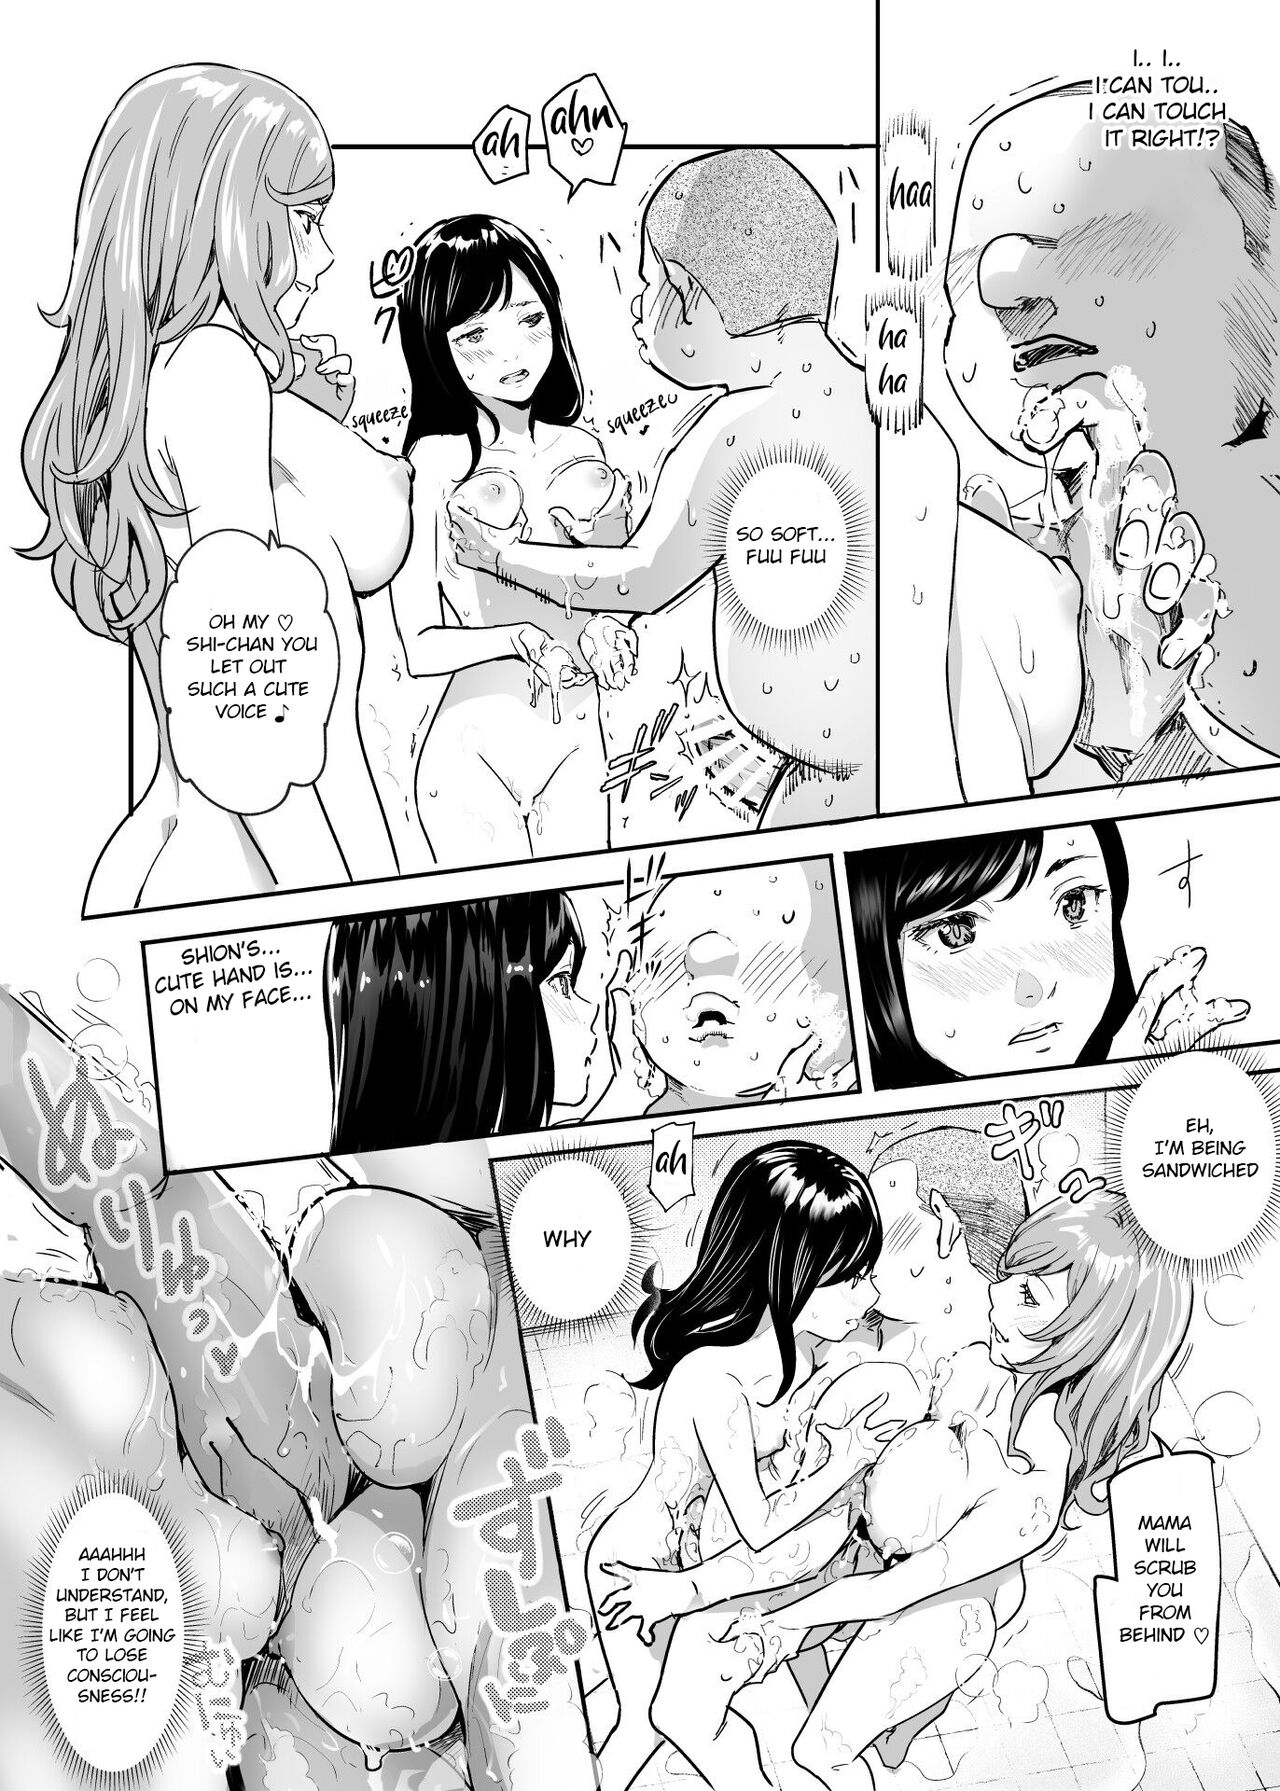 I.. I..
I CAN TOU..
I CAN TOUCH
IT RIGHT!?
haa
ha
ha
ahn♡
ah
squeeze
squeeze
SO SOFT...
FUU FUU
OH MY ♡
SHI-CHAN YOU
LET OUT
SUCH A CUTE
VOICE ♪
す
SHION'S...
CUTE HAND IS...
ON MY FACE...
EH,
I'M BEING
SANDWICHED
ah
WHY
MAMA
WILL
SCRUB
YOU
FROM
BEHIND ♡
AAAHHH
I DON'T
UNDERSTAND,
BUT I FEEL
LIKE I'M GOING
TO LOSE
CONSCIOU-
SNESS!!